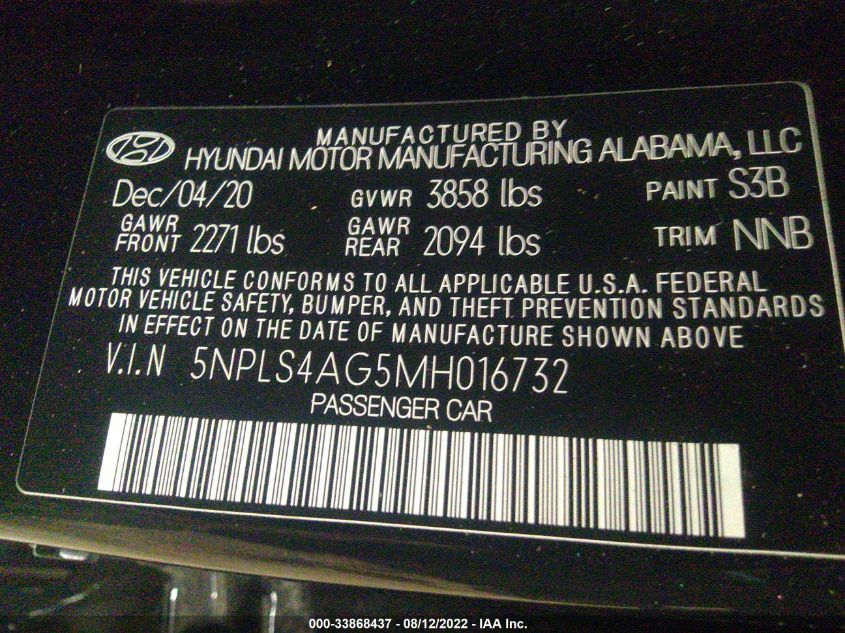 MANUFACTURED BY
HYUNDAI MOTOR MANUFACTURING ALABAMA, LLC
Dec/04/20 GVWR 3858 lbs PAINT S3B
GAWR FRONT 2271 lbs GAWR REAR 2094 lbs TRIM NNB
THIS VEHICLE CONFORMS TO ALL APPLICABLE U.S.A. FEDERAL
MOTOR VEHICLE SAFETY, BUMPER, AND THEFT PREVENTION STANDARDS
IN EFFECT ON THE DATE OF MANUFACTURE SHOWN ABOVE
V.I.N 5NPLS4AG5MH016732
PASSENGER CAR
000-33868437 - 08/12/2022 - IAA Inc.